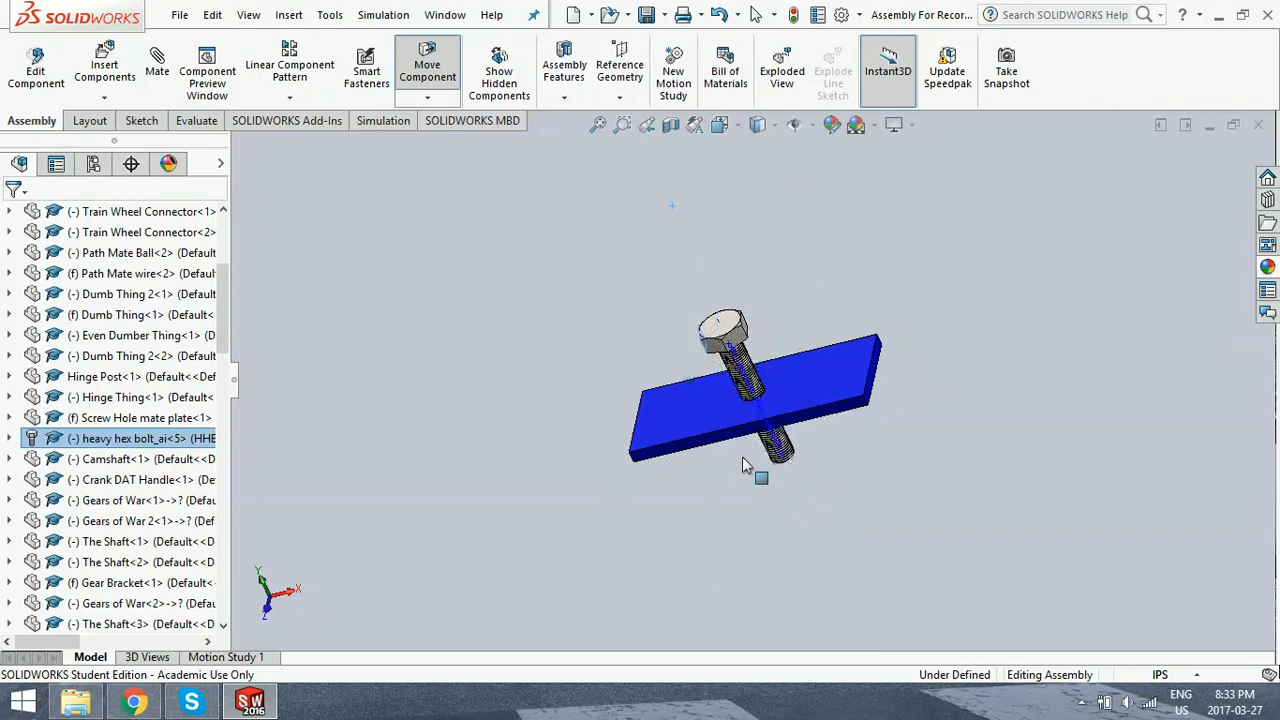 SOLIDWORKS File Edit View Insert Tools Simulation Window Help Assembly For Recor... Search SOLIDWORKS Help ?
Edit Component
Insert Components
Mate
Component Preview Window
Linear Component Pattern
Smart Fasteners
Move Component
Show Hidden Components
Assembly Features
Reference Geometry
New Motion Study
Bill of Materials
Exploded View
Explode Line Sketch
Instant3D
Update Speedpak
Take Snapshot
Assembly Layout Sketch Evaluate SOLIDWORKS Add-Ins Simulation SOLIDWORKS MBD
(-) Train Wheel Connector<1>
(-) Train Wheel Connector<2>
(-) Path Mate Ball<2> (Default
(f) Path Mate wire<2> (Default
(-) Dumb Thing 2<1> (Default
(f) Dumb Thing<1> (Default<
(-) Even Dumber Thing<1> (D
(-) Dumb Thing 2<2> (Default
Hinge Post<1> (Default<<Def
(-) Hinge Thing<1> (Default<
(f) Screw Hole mate plate<1>
(-) heavy hex bolt_ai<5> (HHB
(-) Camshaft<1> (Default<<D
(-) Crank DAT Handle<1> (Def
(-) Gears of War<1>->? (Defau
(-) Gears of War 2<1>->? (Def
(-) The Shaft<1> (Default<<D
(-) The Shaft<2> (Default<<D
(f) Gear Bracket<1> (Default<
(-) Gears of War<2>->? (Defau
(-) The Shaft<3> (Default<<D
Y
X
Z
Model 3D Views Motion Study 1
SOLIDWORKS Student Edition - Academic Use Only Under Defined Editing Assembly IPS
SW
2016
ENG
US
8:33 PM
2017-03-27